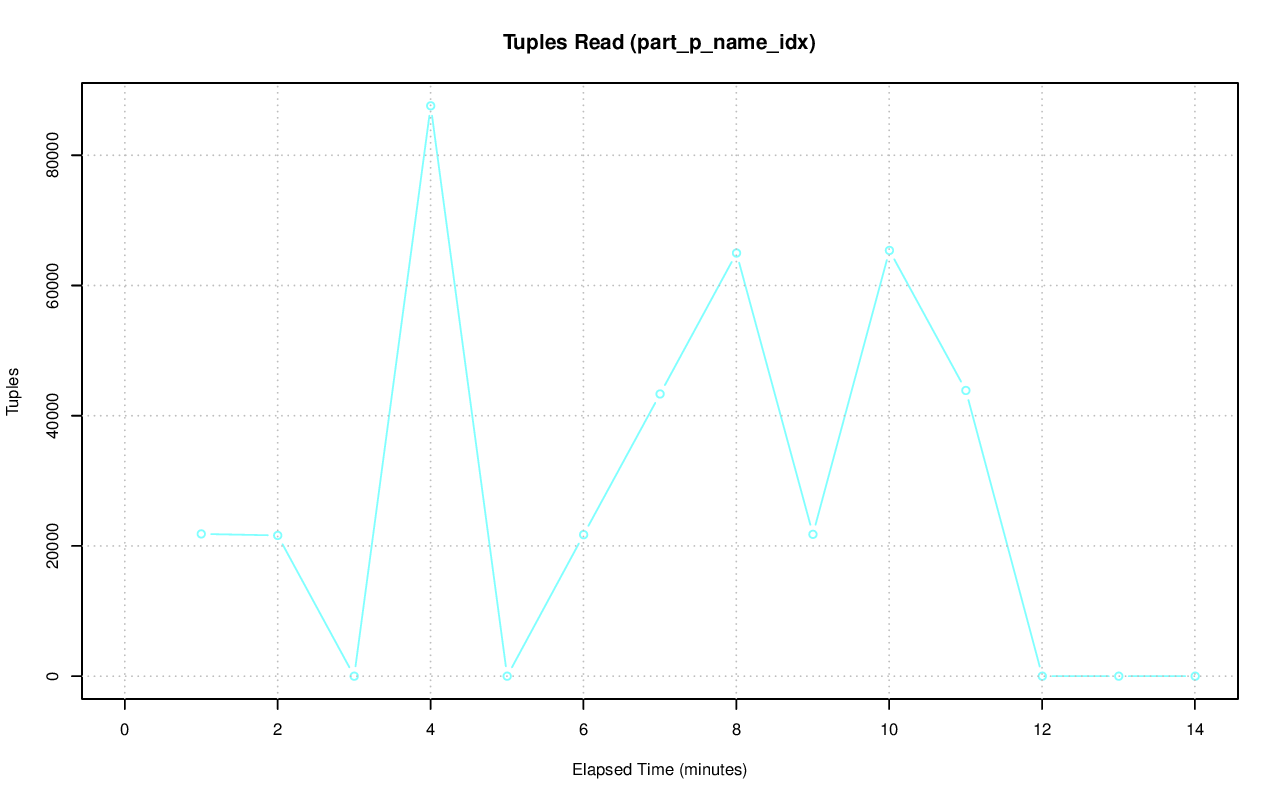 Tuples Read (part_p_name_idx)
80000
60000
40000
20000
0
Tuples
0 2 4 6 8 10 12 14
Elapsed Time (minutes)